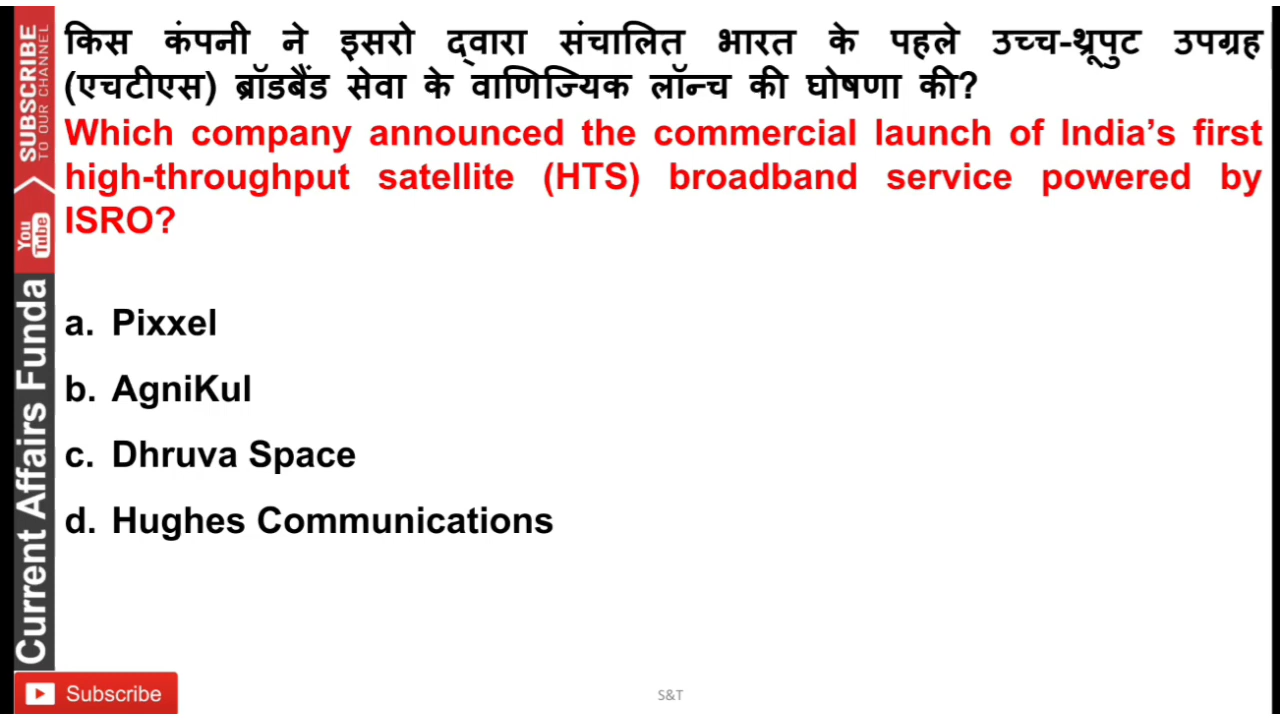 किस कंपनी ने इसरो द्वारा संचालित भारत के पहले उच्च-थ्रूपुट उपग्रह
(एचटीएस) ब्रॉडबैंड सेवा के वाणिज्यिक लॉन्च की घोषणा की?
Which company announced the commercial launch of India’s first
high-throughput satellite (HTS) broadband service powered by
ISRO?
a. Pixxel
b. AgniKul
c. Dhruva Space
d. Hughes Communications
SUBSCRIBE
TO OUR CHANNEL
You
Tube
Current Affairs Funda
Subscribe
S&T